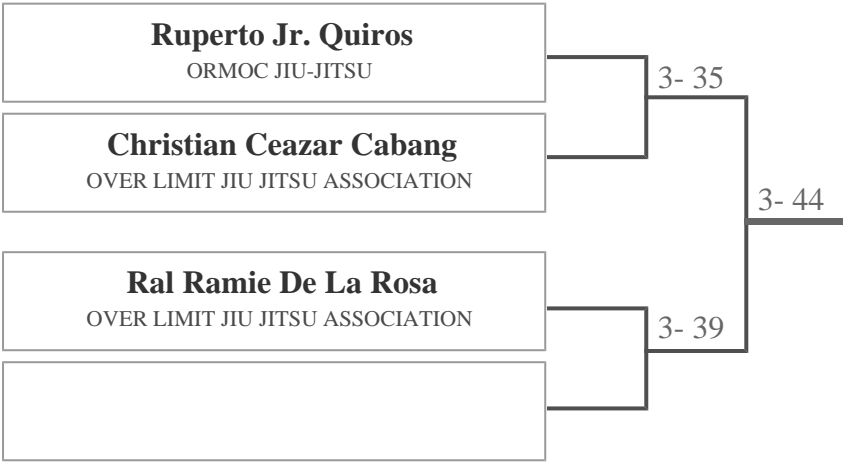 Ruperto Jr. Quiros
ORMOC JIU-JITSU
3- 35
Christian Ceazar Cabang
OVER LIMIT JIU JITSU ASSOCIATION
3- 44
Ral Ramie De La Rosa
OVER LIMIT JIU JITSU ASSOCIATION
3- 39